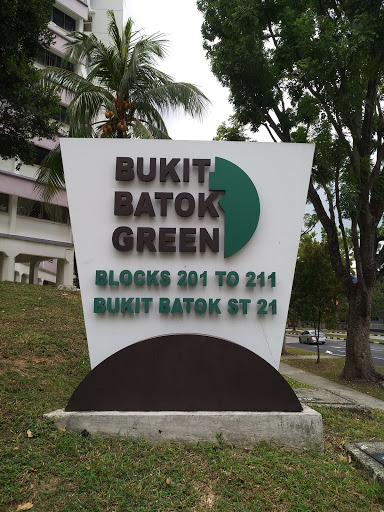 BUKIT
BATOK
GREEN
BLOCKS 201 TO 211
BUKIT BATOK ST 21